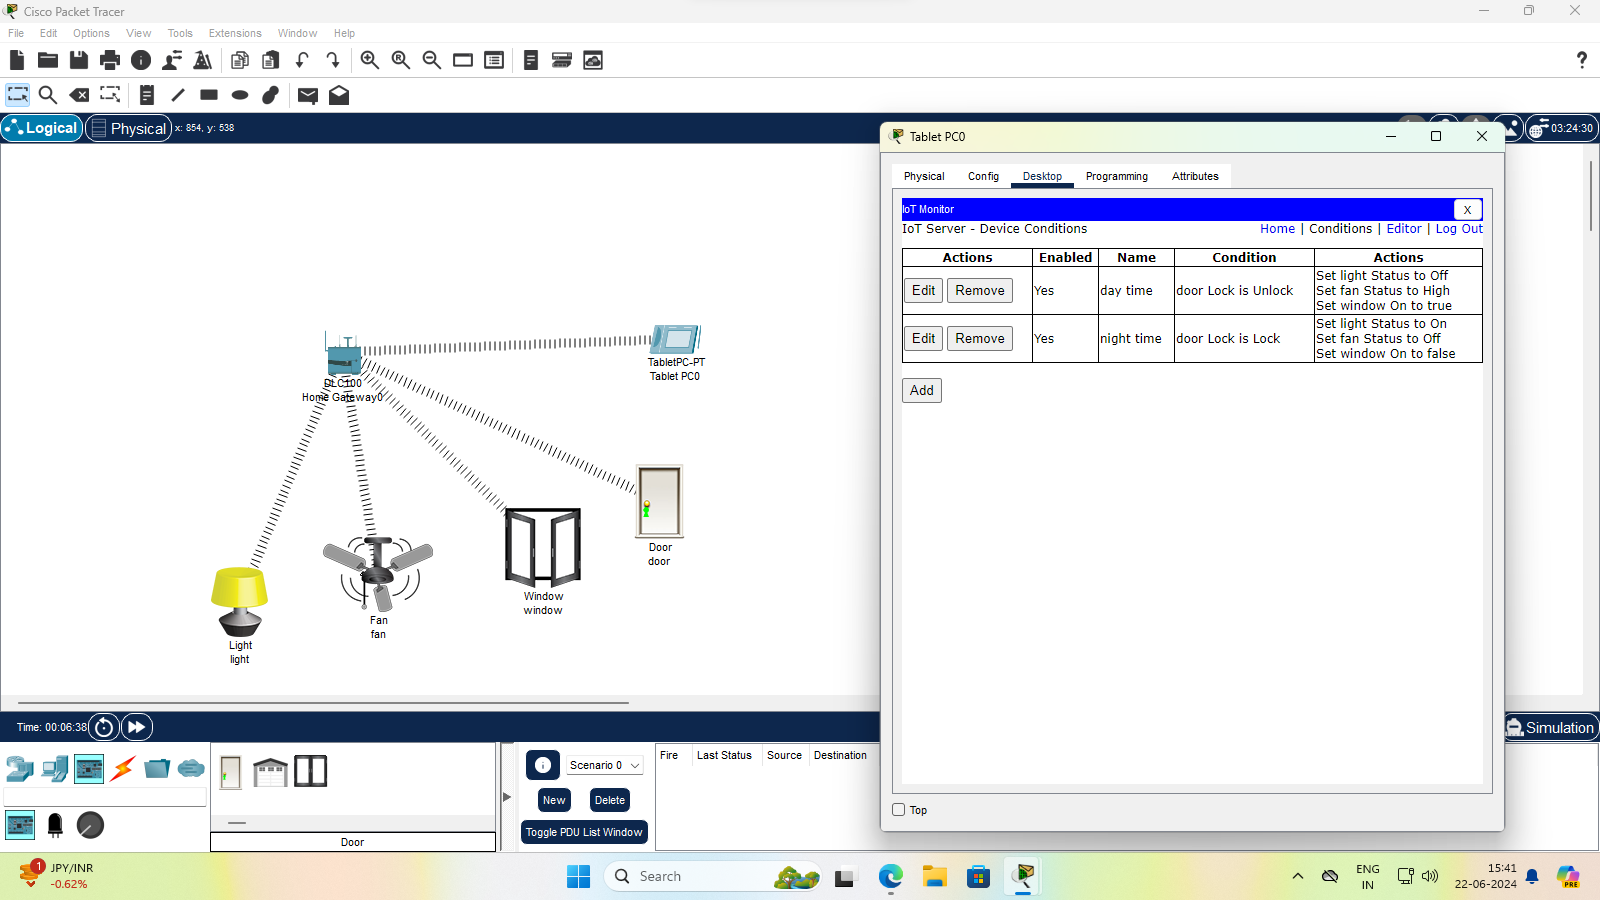 Cisco Packet Tracer
File Edit Options View Tools Extensions Window Help
Logical Physical x: 854, y: 538
03:24:30
Tablet PC0
Physical Config Desktop Programming Attributes
IoT Monitor X
IoT Server - Device Conditions Home | Conditions | Editor | Log Out
Actions Enabled Name Condition Actions
Edit Remove Yes day time door Lock is Unlock
Set light Status to Off
Set fan Status to High
Set window On to true
Edit Remove Yes night time door Lock is Lock
Set light Status to On
Set fan Status to Off
Set window On to false
Add
Top
TabletPC-PT
Tablet PC0
DLC100
Home Gateway0
Door
door
Window
window
Fan
fan
Light
light
Time: 00:06:38
Simulation
Scenario 0
New Delete
Toggle PDU List Window
Fire Last Status Source Destination
Door
1
JPY/INR
-0.62%
Search
ENG
IN
15:41
22-06-2024
PRE